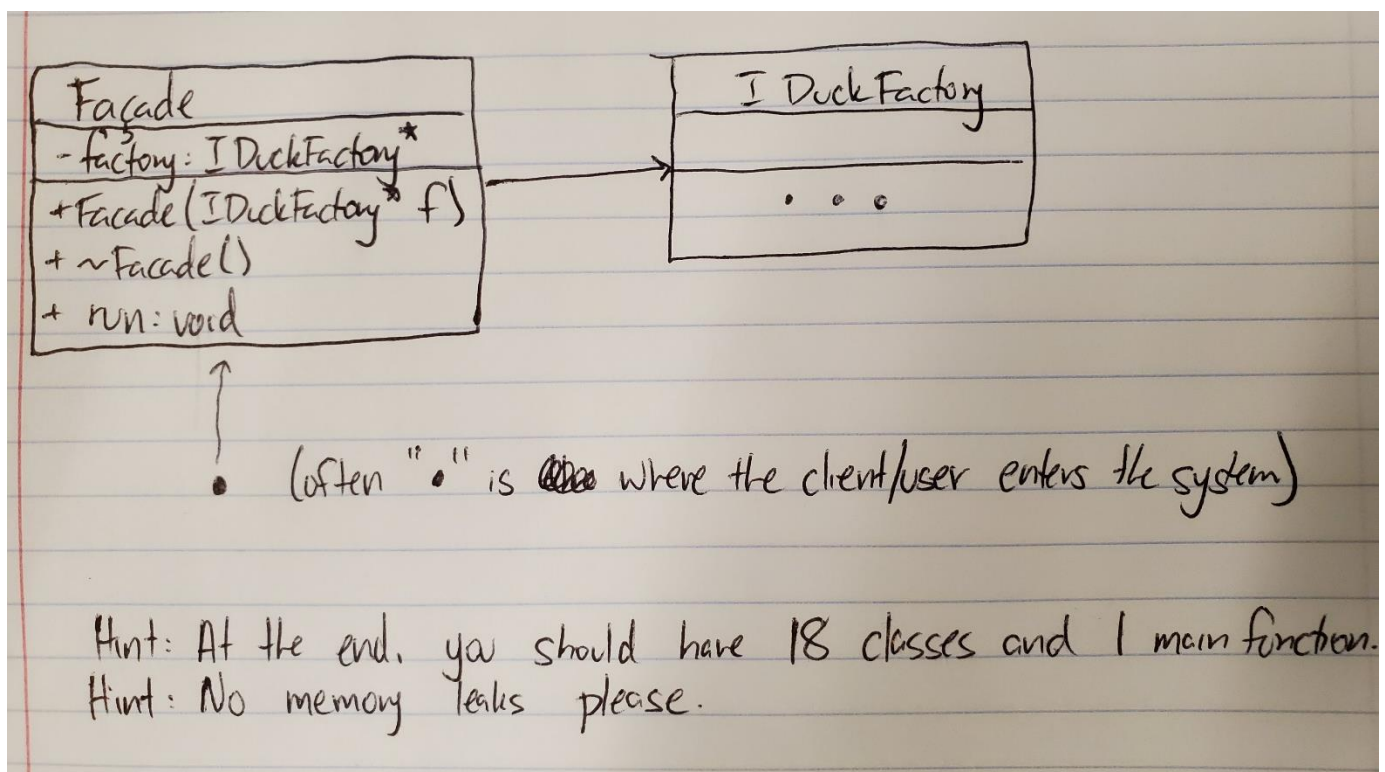 Façade
- factory: IDuckFactory*
+Facade(IDuckFactory* f)
+ ~Facade()
+ run: void
IDuckFactory
• • •
• (often "•" is where the client/user enters the system)
Hint: At the end, you should have 18 classes and 1 main function.
Hint: No memory leaks please.